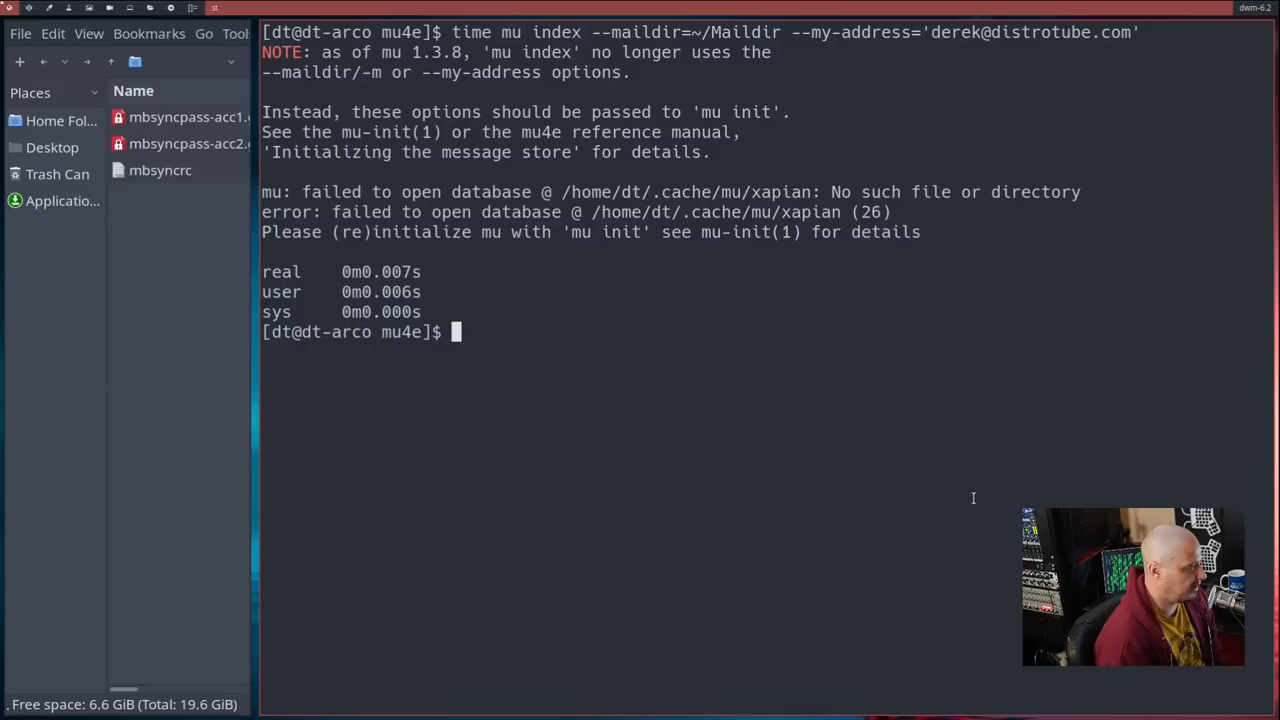 st
dwm-6.2
File Edit View Bookmarks Go Tools
Places
Home Fol...
Desktop
Trash Can
Applicatio...
Name
mbsyncpass-acc1.
mbsyncpass-acc2.
mbsyncrc
Free space: 6.6 GiB (Total: 19.6 GiB)
[dt@dt-arco mu4e]$ time mu index --maildir=~/Maildir --my-address='derek@distrotube.com'
NOTE: as of mu 1.3.8, 'mu index' no longer uses the
--maildir/-m or --my-address options.
Instead, these options should be passed to 'mu init'.
See the mu-init(1) or the mu4e reference manual,
'Initializing the message store' for details.
mu: failed to open database @ /home/dt/.cache/mu/xapian: No such file or directory
error: failed to open database @ /home/dt/.cache/mu/xapian (26)
Please (re)initialize mu with 'mu init' see mu-init(1) for details
real 0m0.007s
user 0m0.006s
sys 0m0.000s
[dt@dt-arco mu4e]$